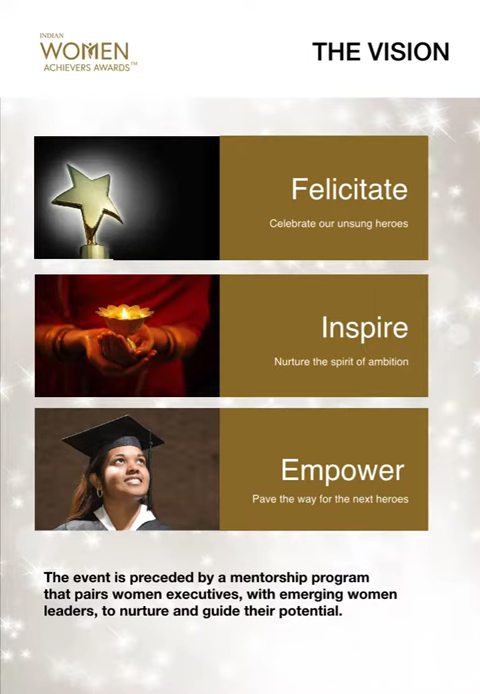 INDIAN
WOMEN
ACHIEVERS AWARDS™
THE VISION
Felicitate
Celebrate our unsung heroes
Inspire
Nurture the spirit of ambition
Empower
Pave the way for the next heroes
The event is preceded by a mentorship program
that pairs women executives, with emerging women
leaders, to nurture and guide their potential.